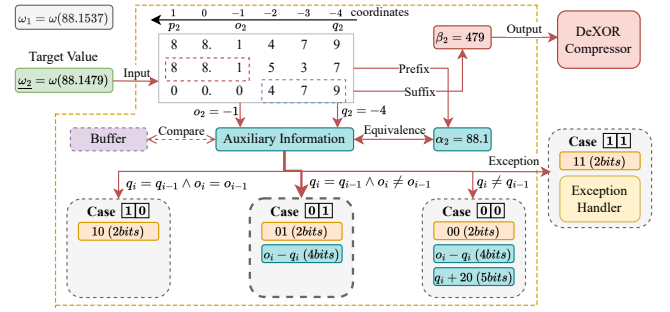 ω₁ = ω(88.1537)
1 0 −1 −2 −3 −4 coordinates
p₂ o₂ q₂
8 8. 1 4 7 9
8 8. 1 5 3 7
0 0. 0 4 7 9
Target Value
ω₂ = ω(88.1479)
Input
Prefix
Suffix
β₂ = 479
Output
DeXOR
Compressor
o₂ = −1
q₂ = −4
Buffer
Compare
Auxiliary Information
Equivalence
α₂ = 88.1
Exception
Case 1 1
11 (2bits)
Exception
Handler
qᵢ = qᵢ₋₁ ∧ oᵢ = oᵢ₋₁
qᵢ = qᵢ₋₁ ∧ oᵢ ≠ oᵢ₋₁
qᵢ ≠ qᵢ₋₁
Case 1 0
10 (2bits)
Case 0 1
01 (2bits)
oᵢ − qᵢ (4bits)
Case 0 0
00 (2bits)
oᵢ − qᵢ (4bits)
qᵢ + 20 (5bits)